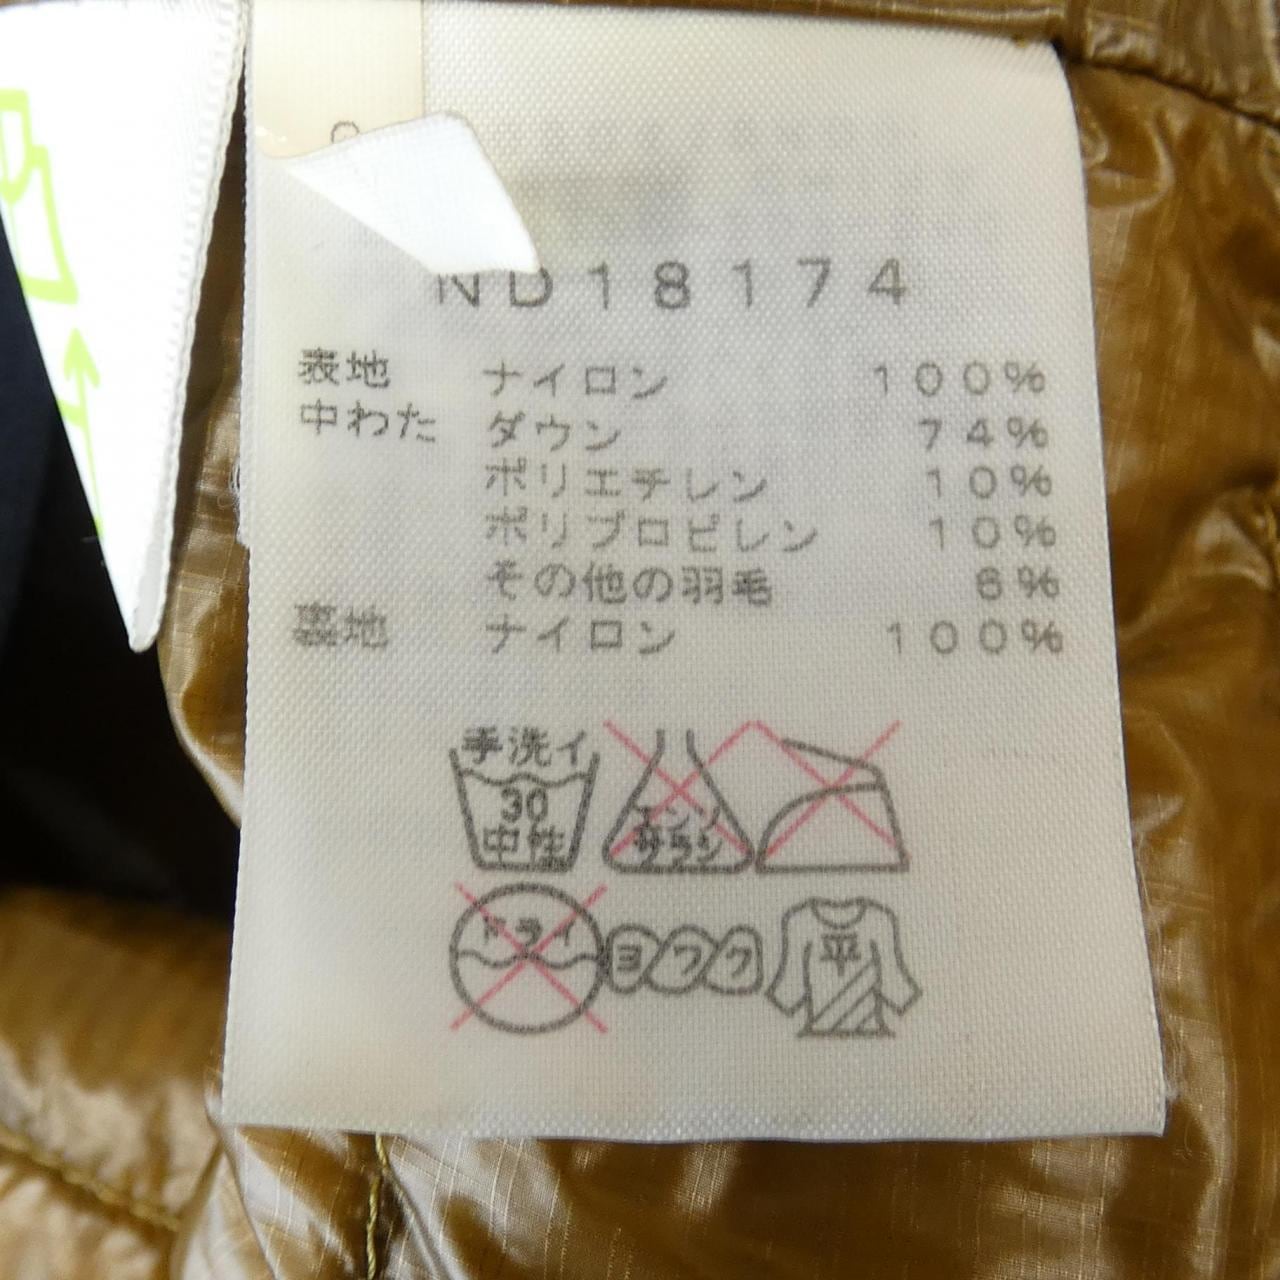 ND18174
表地 ナイロン 100%
中わた ダウン 74%
ポリエチレン 10%
ポリプロピレン 10%
その他の羽毛 6%
裏地 ナイロン 100%
手洗イ
30
中性
エンソ
サラシ
ドライ
ヨワク
平